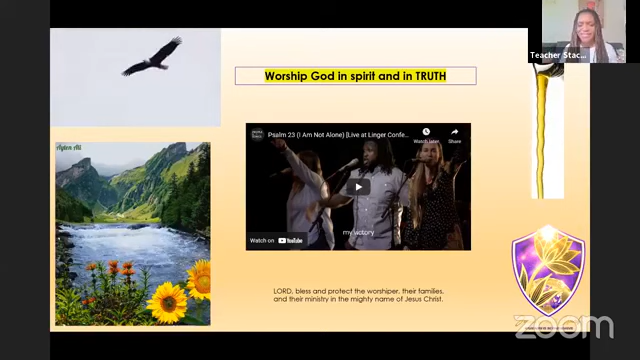 Teacher Stac...
Worship God in spirit and in TRUTH
Psalm 23 (I Am Not Alone) [Live at Linger Confe...
Watch later
Share
Ayten Ali
my victory
Watch on YouTube
LORD, bless and protect the worshiper, their families,
and their ministry in the mighty name of Jesus Christ.
zoom